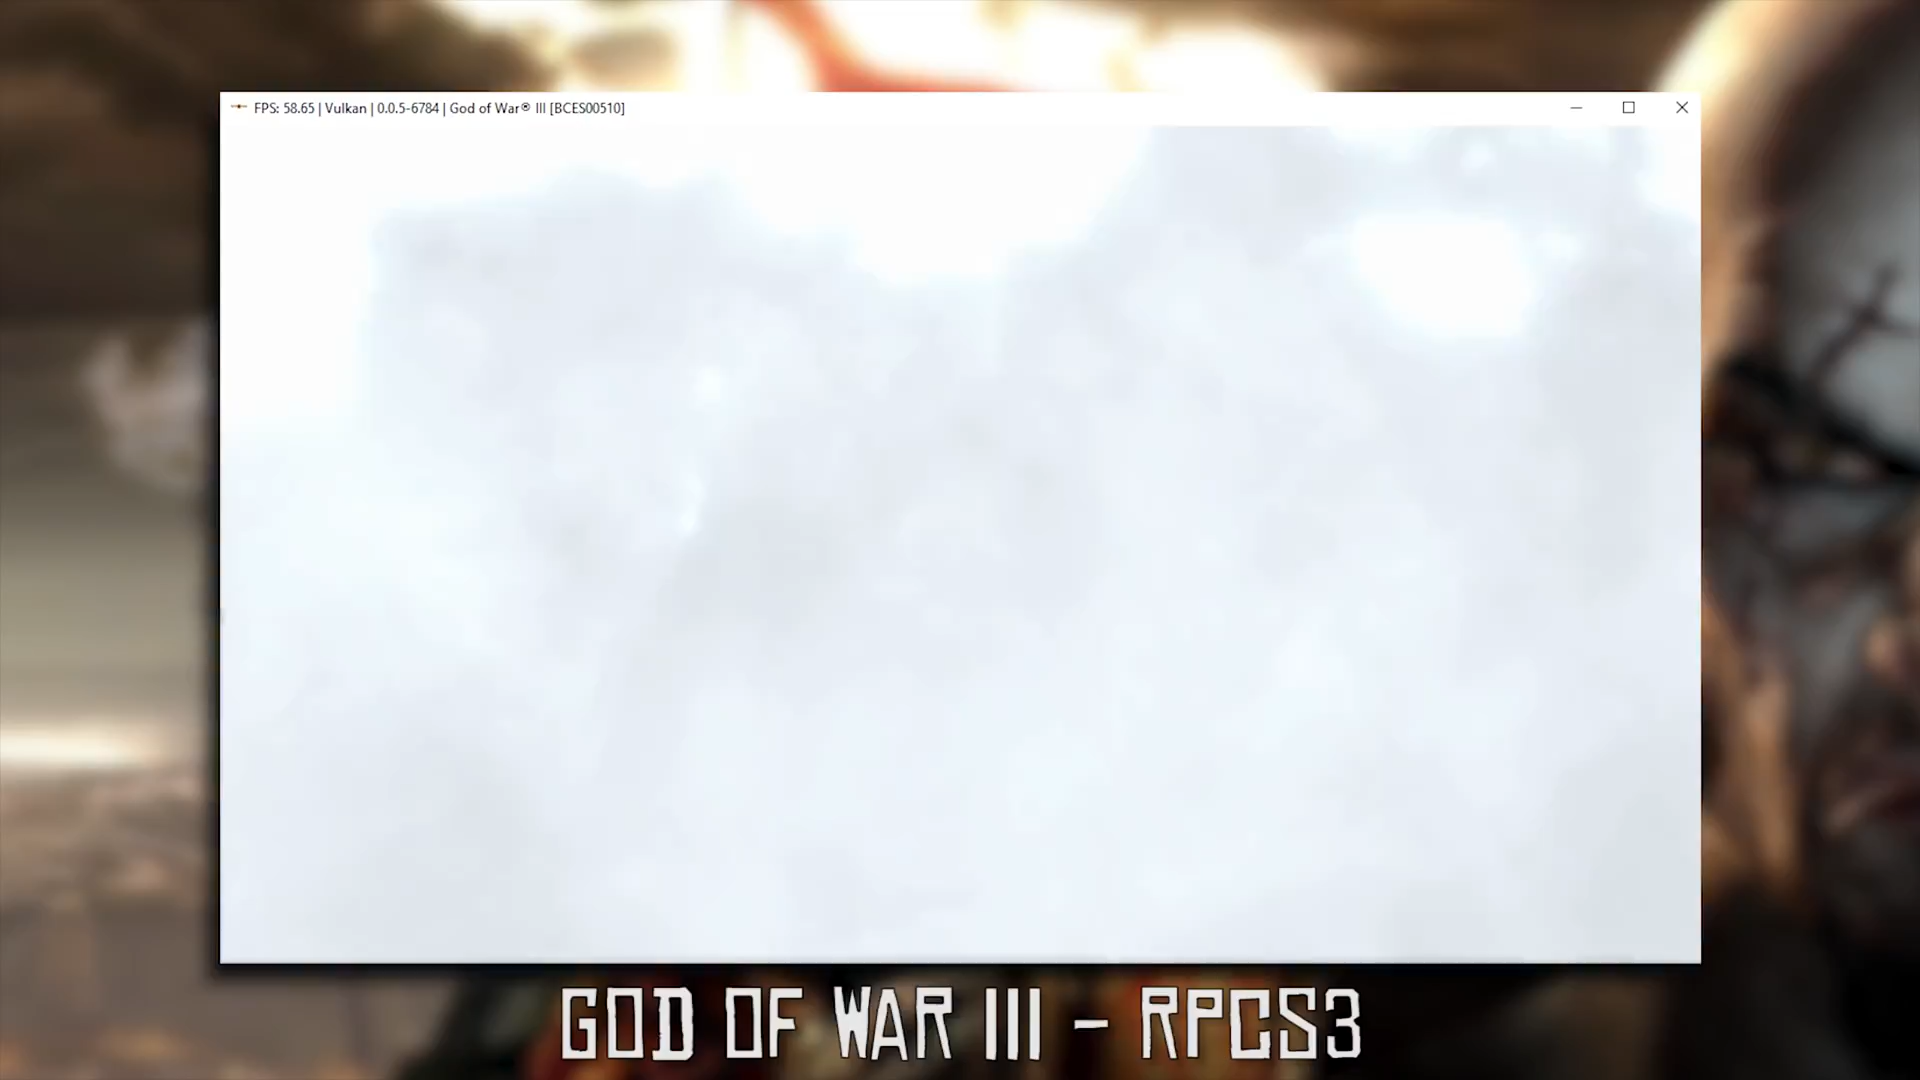 FPS: 58.65 | Vulkan | 0.0.5-6784 | God of War® III [BCES00510]
GOD OF WAR III - RPCS3